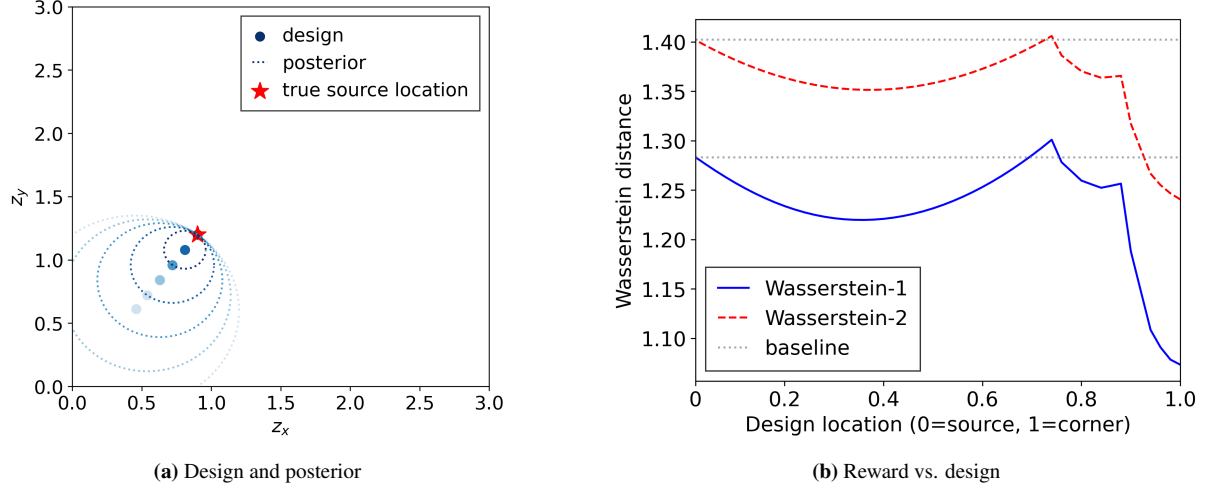 3.0
2.5
2.0
1.5
1.0
0.5
0.0
z_y
0.0 0.5 1.0 1.5 2.0 2.5 3.0
z_x
design
posterior
true source location
(a) Design and posterior
1.40
1.35
1.30
1.25
1.20
1.15
1.10
Wasserstein distance
0 0.2 0.4 0.6 0.8 1.0
Design location (0=source, 1=corner)
Wasserstein-1
Wasserstein-2
baseline
(b) Reward vs. design